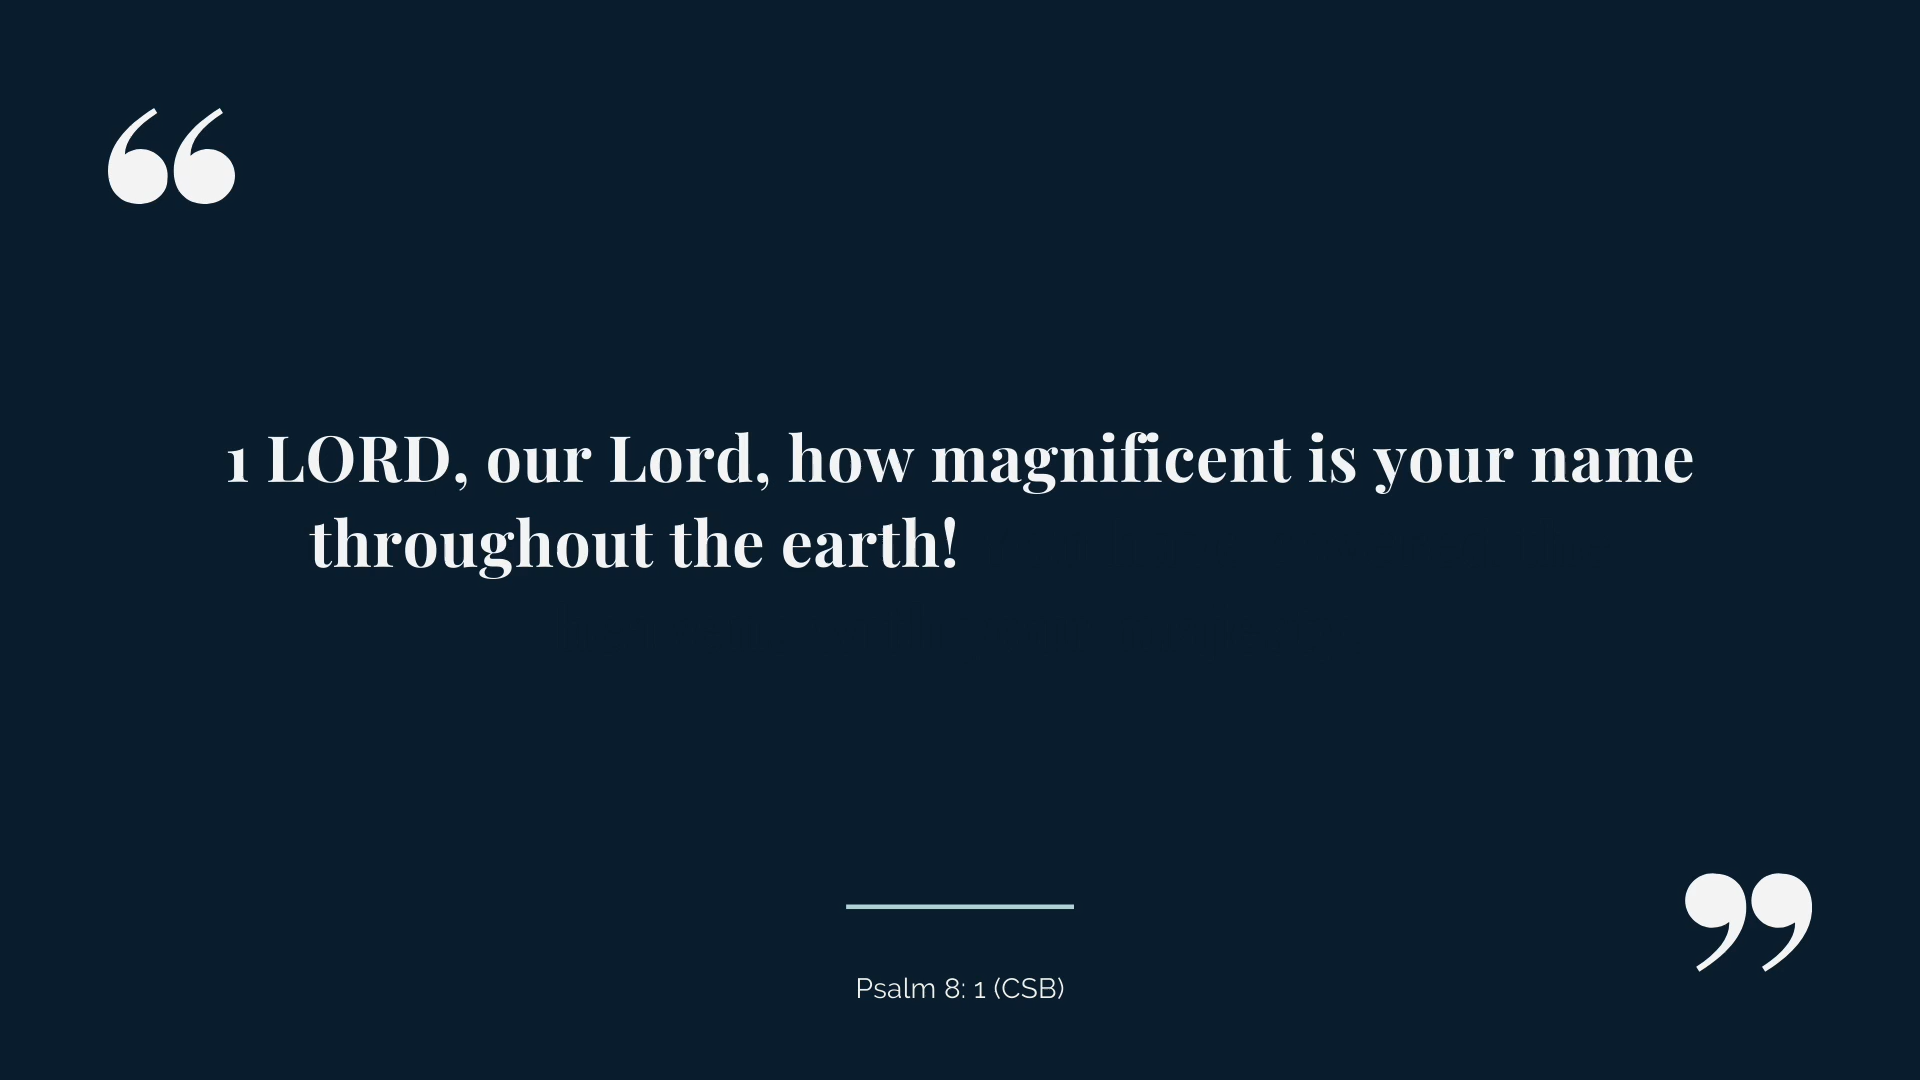 “
1 LORD, our Lord, how magnificent is your name
throughout the earth!
”
Psalm 8: 1 (CSB)